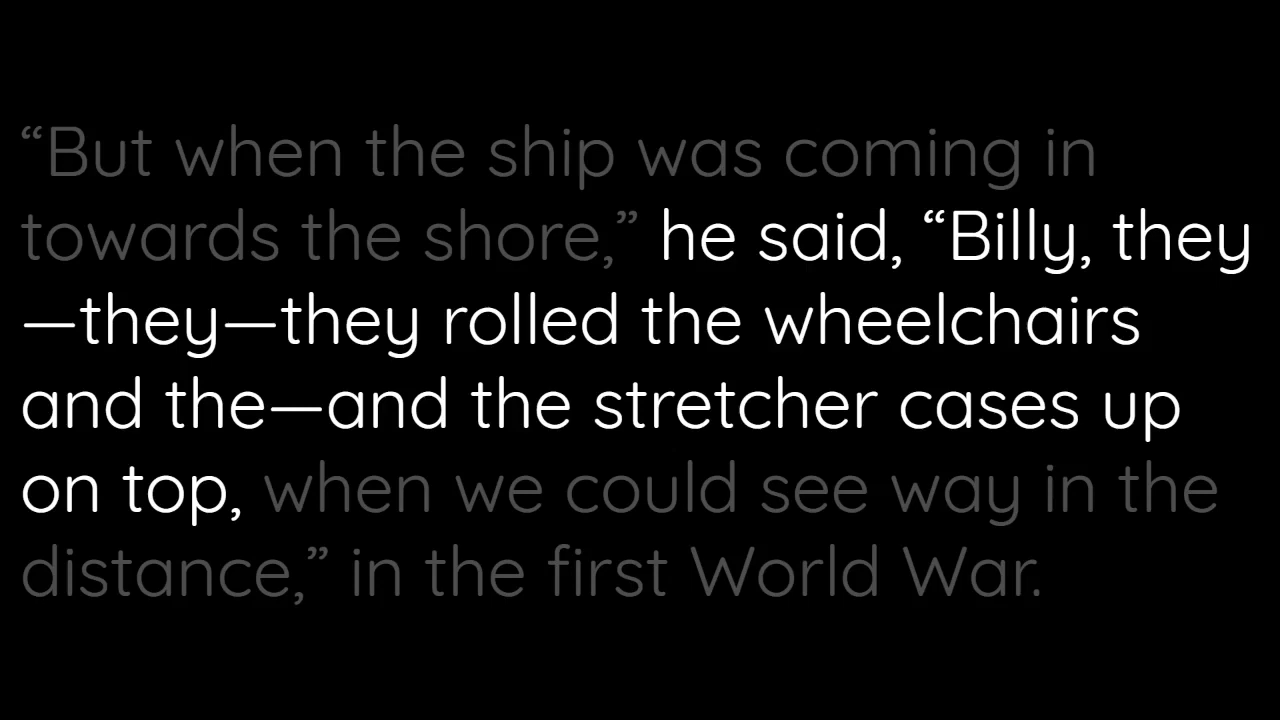 “But when the ship was coming in
towards the shore,” he said, “Billy, they
—they—they rolled the wheelchairs
and the—and the stretcher cases up
on top, when we could see way in the
distance,” in the first World War.